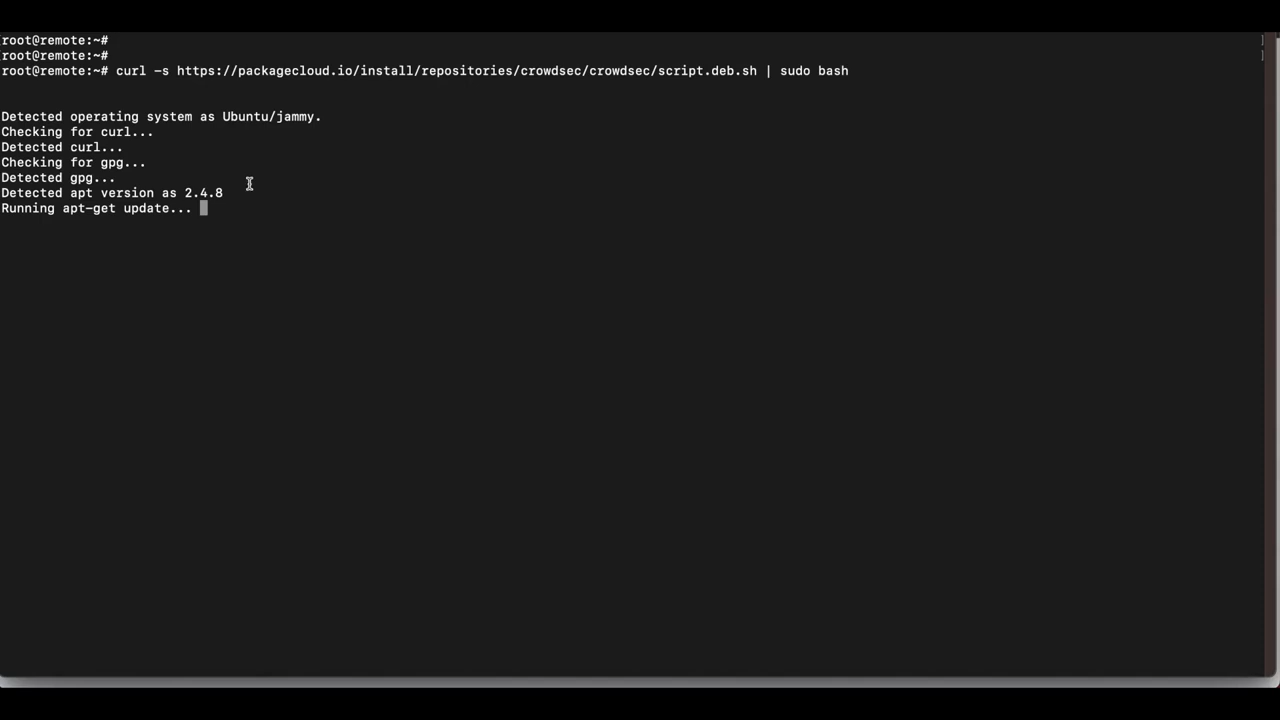 [root@remote:~# ]
[root@remote:~# ]
root@remote:~# curl -s https://packagecloud.io/install/repositories/crowdsec/crowdsec/script.deb.sh | sudo bash
Detected operating system as Ubuntu/jammy.
Checking for curl...
Detected curl...
Checking for gpg...
Detected gpg...
Detected apt version as 2.4.8
Running apt-get update...